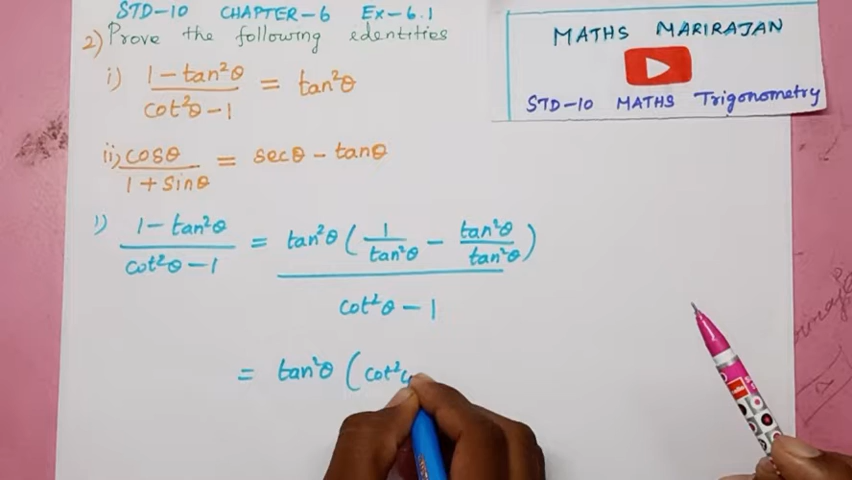 STD-10 CHAPTER-6 Ex-6.1
2) Prove the following edentities
i) 1-tan²θ / cot²θ-1 = tan²θ
ii) cosθ / 1+sinθ = secθ-tanθ
i) 1-tan²θ / cot²θ-1 = tan²θ (1/tan²θ - tan²θ/tan²θ) / cot²θ-1
= tan²θ (cot²
MATHS MARIRAJAN
STD-10 MATHS Trigonometry